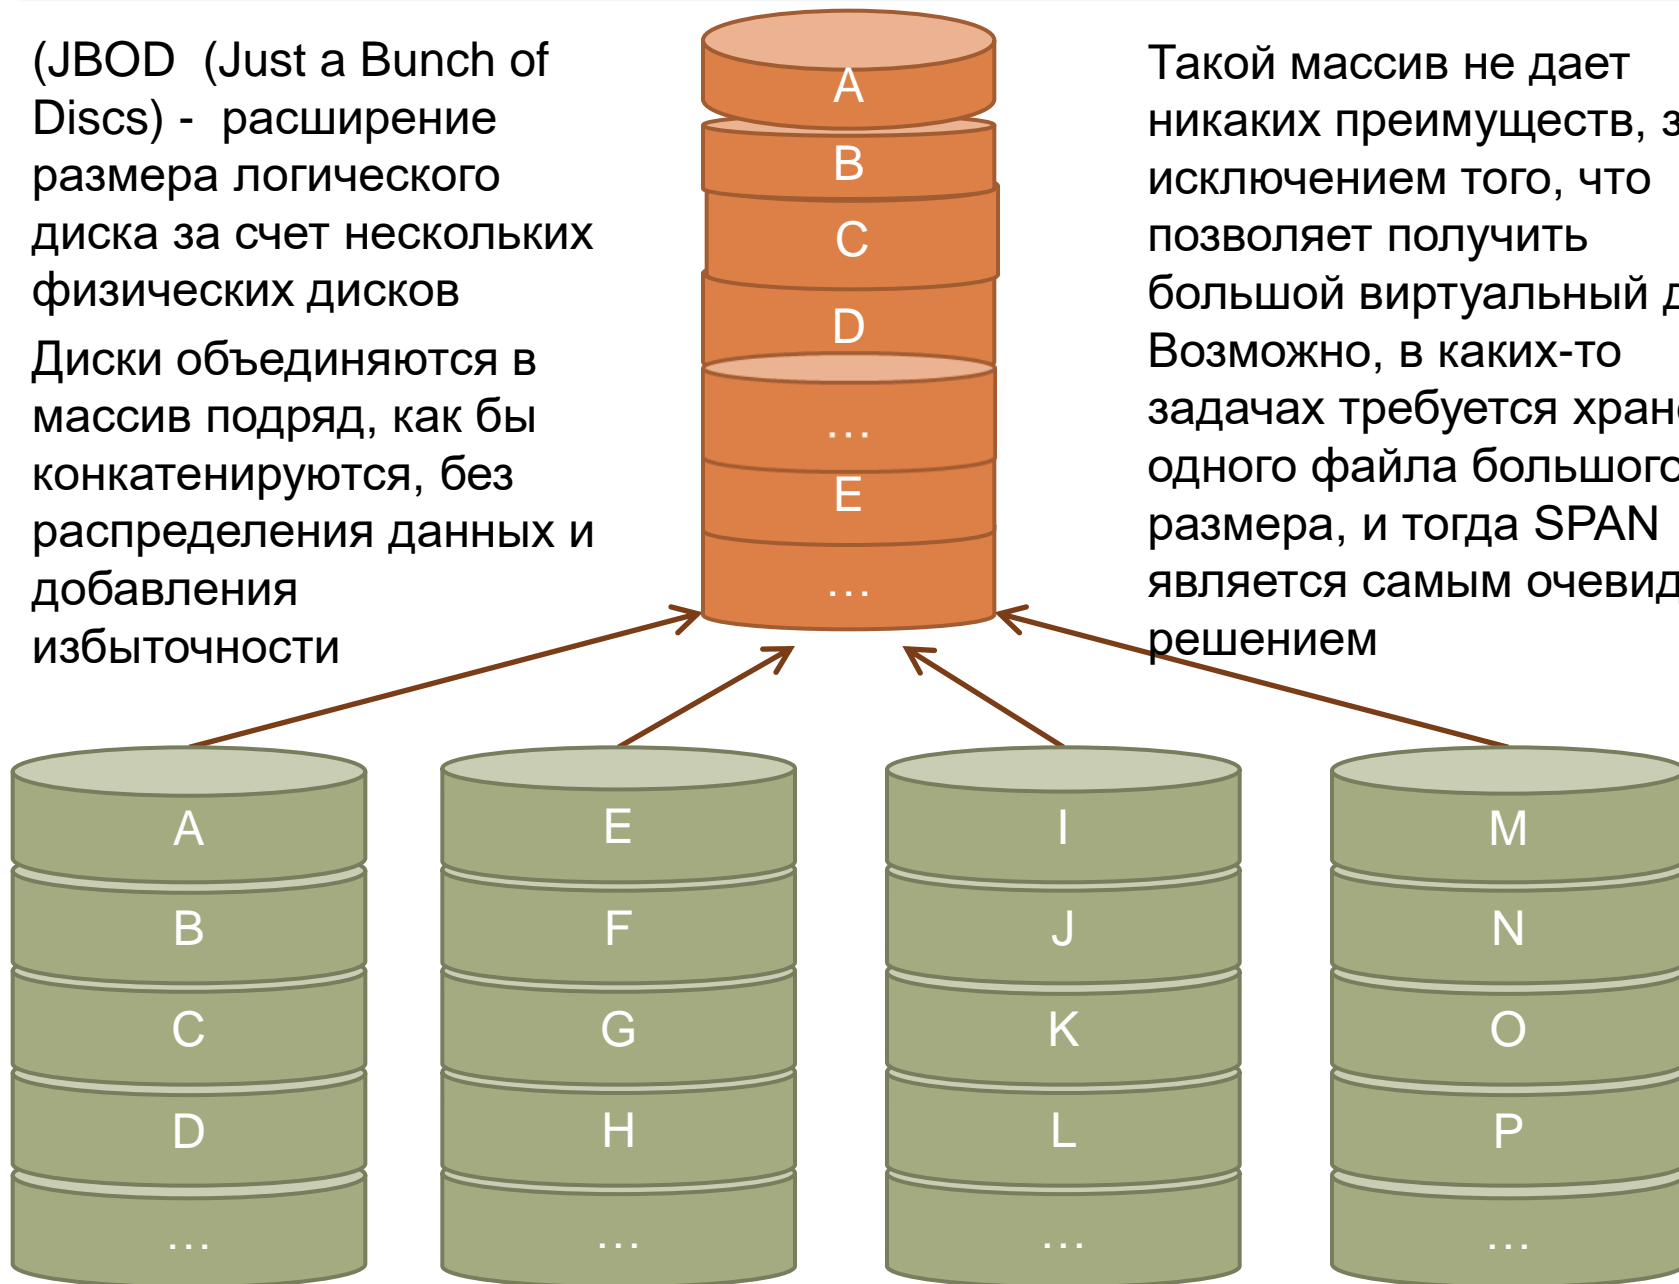 (JBOD (Just a Bunch of
Discs) - расширение
размера логического
диска за счет нескольких
физических дисков
Диски объединяются в
массив подряд, как бы
конкатенируются, без
распределения данных и
добавления
избыточности
A
B
C
D
...
E
...
Такой массив не дает
никаких преимуществ,
исключением того, что
позволяет получить
большой виртуальный
Возможно, в каких-то
задачах требуется
одного файла
размера, и тогда SPAN
является самым
решением
A
B
C
D
...
E
F
G
H
...
I
J
K
L
...
M
N
O
P
...